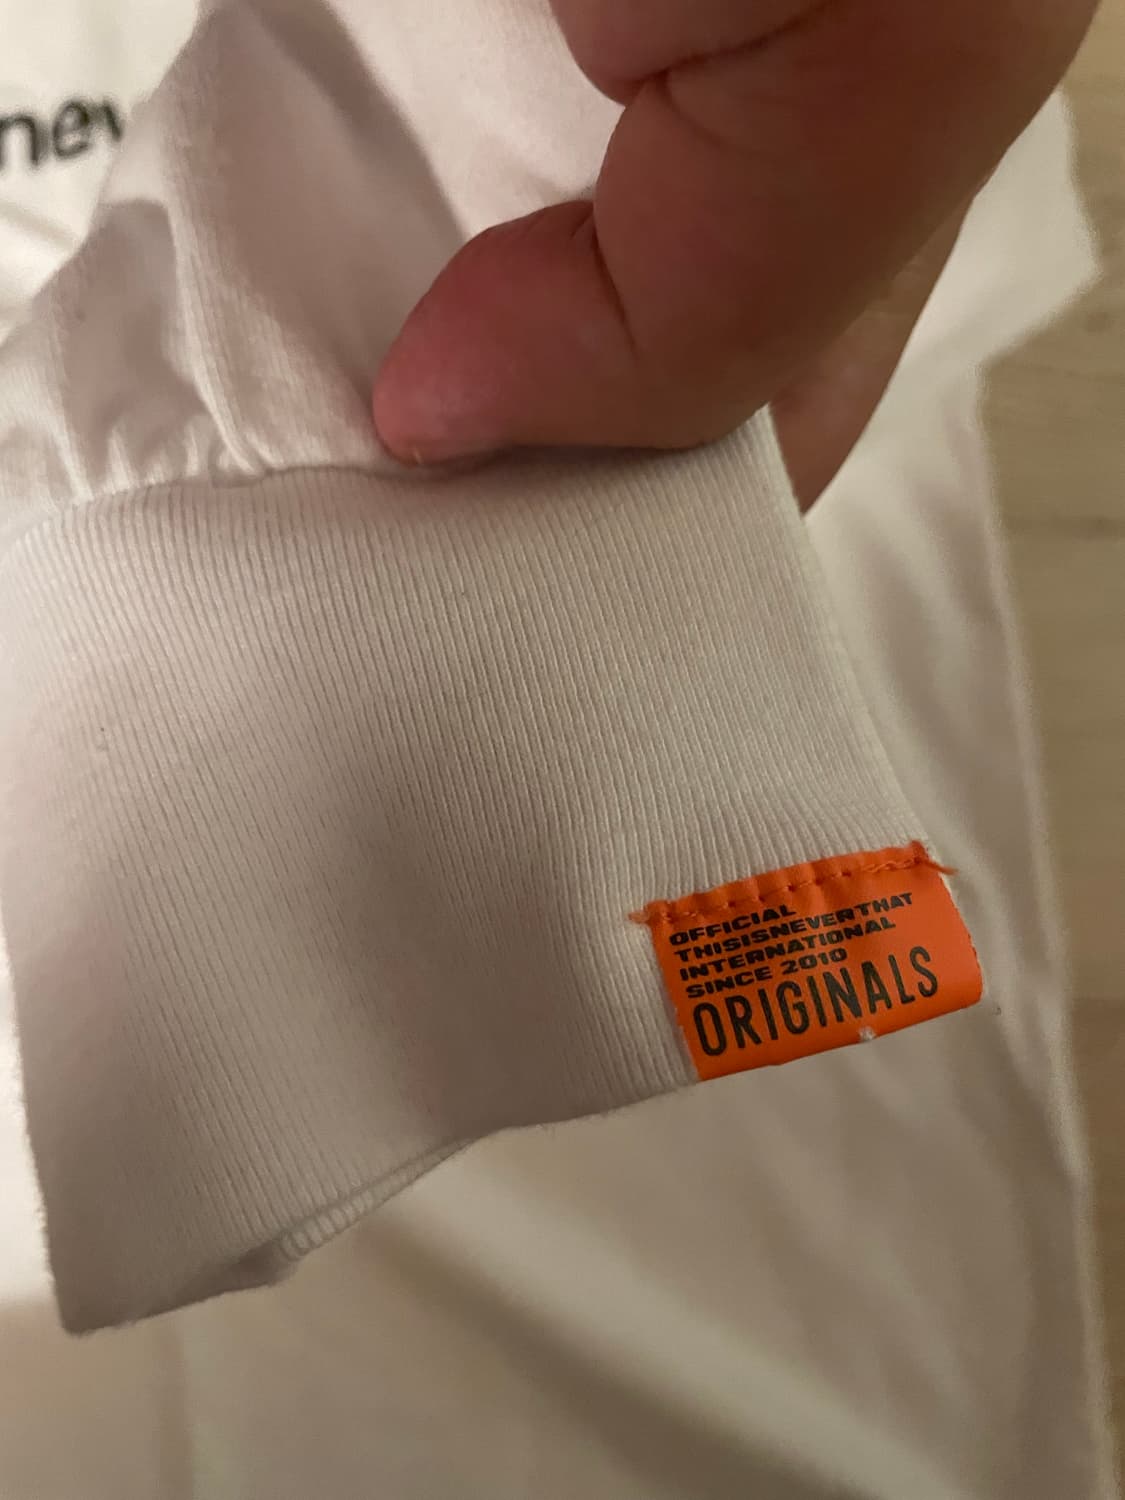 nev
OFFICIAL
THISISNEVERTHAT
INTERNATIONAL
SINCE 2010
ORIGINALS